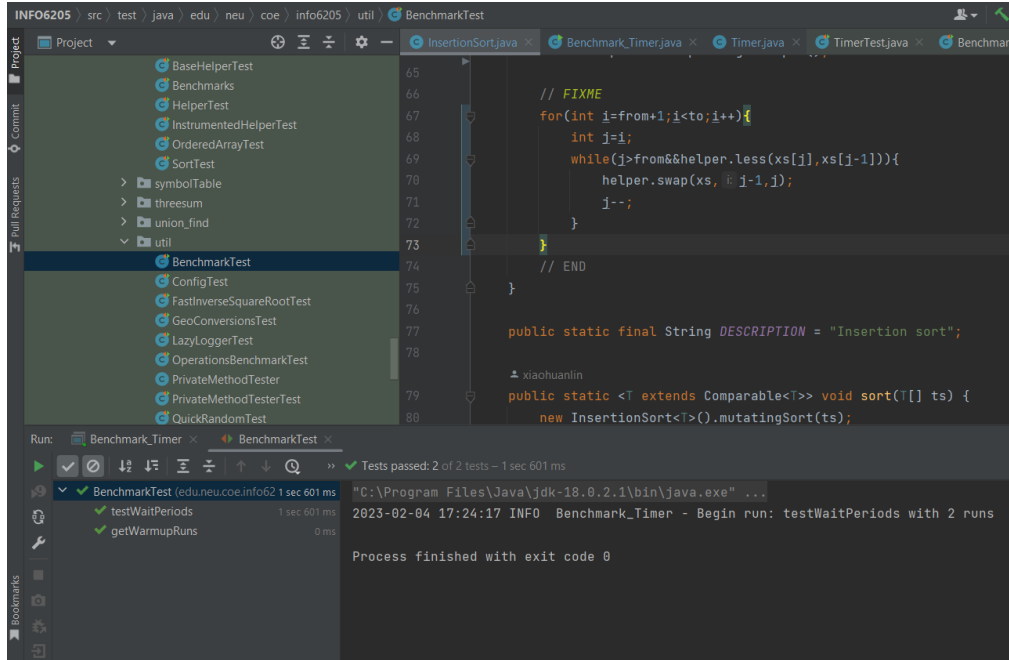 INFO6205 〉 src 〉 test 〉 java 〉 edu 〉 neu 〉 coe 〉 info6205 〉 util 〉 BenchmarkTest
Project
InsertionSort.java × Benchmark_Timer.java × Timer.java × TimerTest.java × Benchmar
Project
Commit
Pull Requests
Bookmarks
BaseHelperTest
Benchmarks
HelperTest
InstrumentedHelperTest
OrderedArrayTest
SortTest
symbolTable
threesum
union_find
util
BenchmarkTest
ConfigTest
FastInverseSquareRootTest
GeoConversionsTest
LazyLoggerTest
OperationsBenchmarkTest
PrivateMethodTester
PrivateMethodTesterTest
QuickRandomTest
65
66 // FIXME
67 for(int i=from+1;i<to;i++){
68 int j=i;
69 while(j>from&&helper.less(xs[j],xs[j-1])){
70 helper.swap(xs, i: j-1,j);
71 j--;
72 }
73 }
74 // END
75 }
76
77 public static final String DESCRIPTION = "Insertion sort";
78
xiaohuanlin
79 public static <T extends Comparable<T>> void sort(T[] ts) {
80 new InsertionSort<T>().mutatingSort(ts);
Run: Benchmark_Timer × BenchmarkTest ×
» Tests passed: 2 of 2 tests – 1 sec 601 ms
BenchmarkTest (edu.neu.coe.info62 1 sec 601 ms
testWaitPeriods 1 sec 601 ms
getWarmupRuns 0 ms
"C:\Program Files\Java\jdk-18.0.2.1\bin\java.exe" ...
2023-02-04 17:24:17 INFO  Benchmark_Timer - Begin run: testWaitPeriods with 2 runs
Process finished with exit code 0